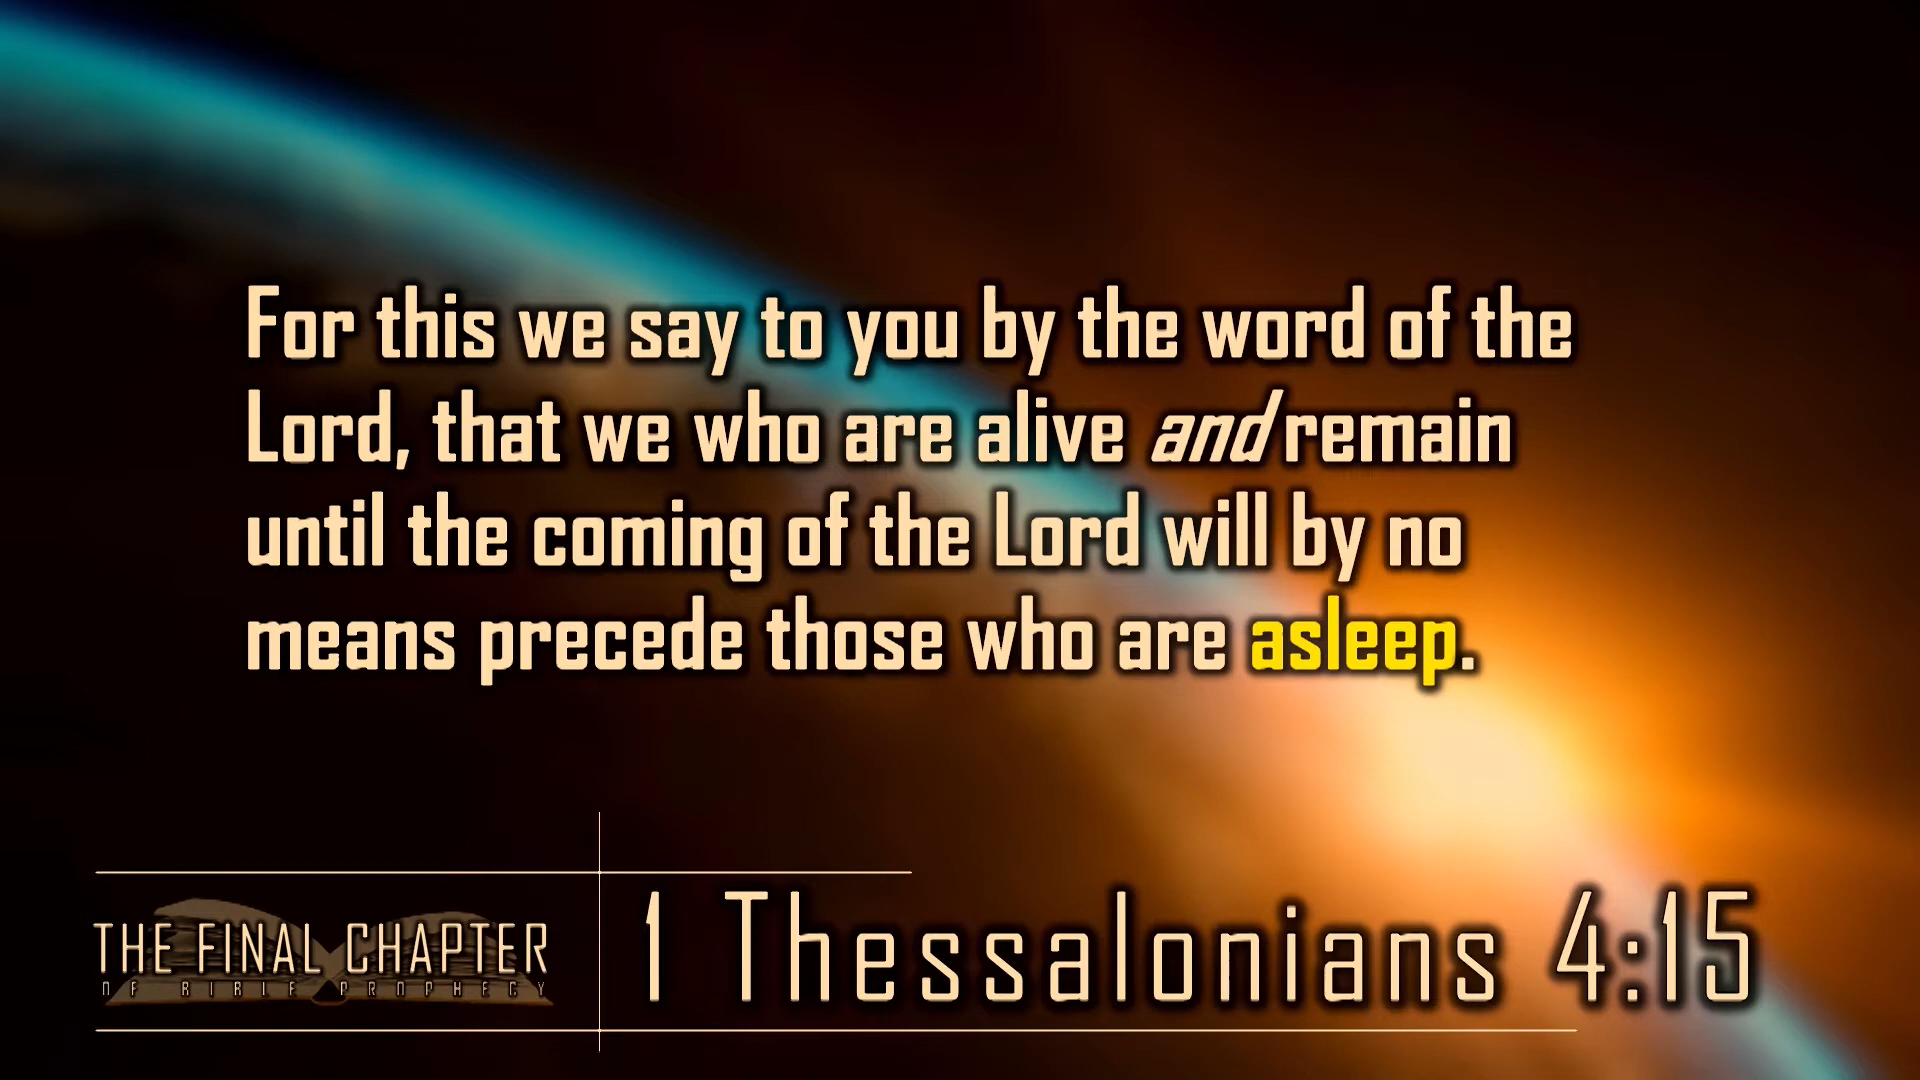 For this we say to you by the word of the
Lord, that we who are alive and remain
until the coming of the Lord will by no
means precede those who are asleep.
THE FINAL CHAPTER
OF BIBLE PROPHECY
1 Thessalonians 4:15